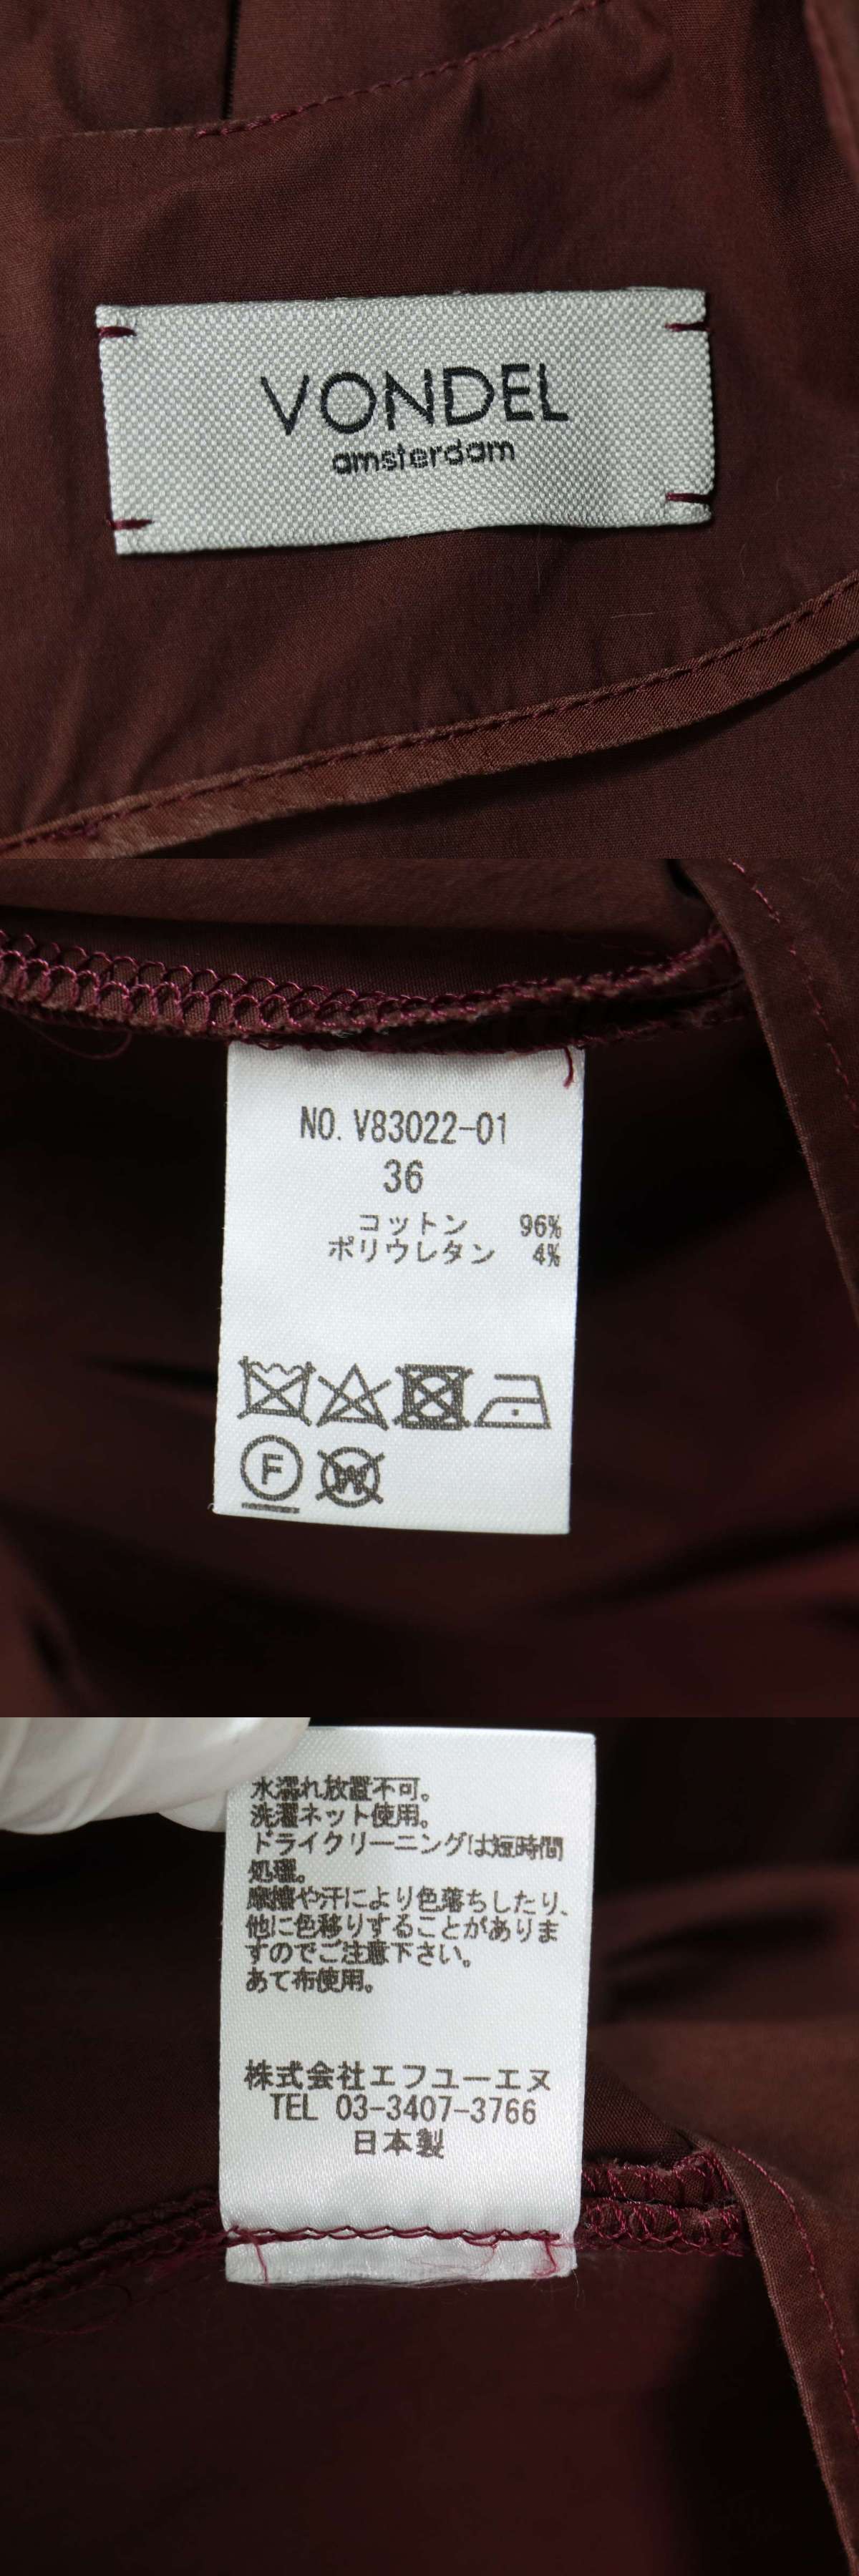 VONDEL
amsterdam
NO. V83022-01
36
コットン 96%
ポリウレタン 4%
F
W
水濡れ放置不可。
洗濯ネット使用。
ドライクリーニングは短時間
処理。
摩擦や汗により色落ちしたり、
他に色移りすることがありま
すのでご注意下さい。
あて布使用。
株式会社エフユーエヌ
TEL 03-3407-3766
日本製